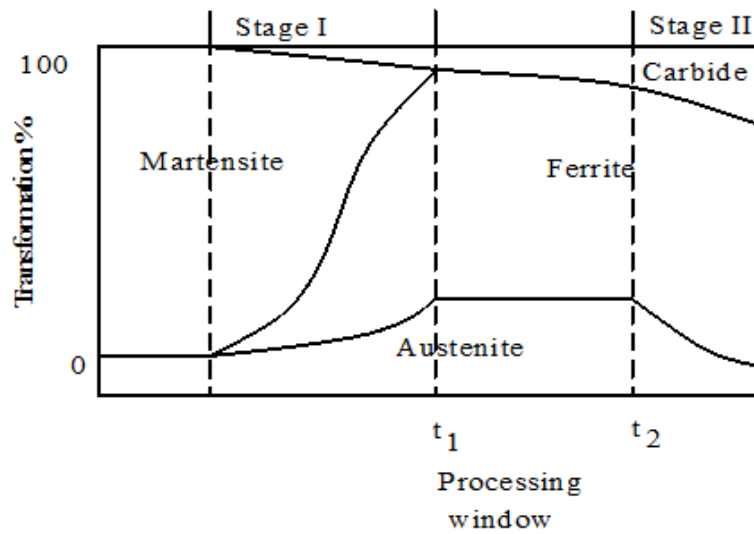 Stage I
Stage II
100
Carbide
Transformation %
Martensite
Ferrite
Austenite
0
t1
t2
Processing
window